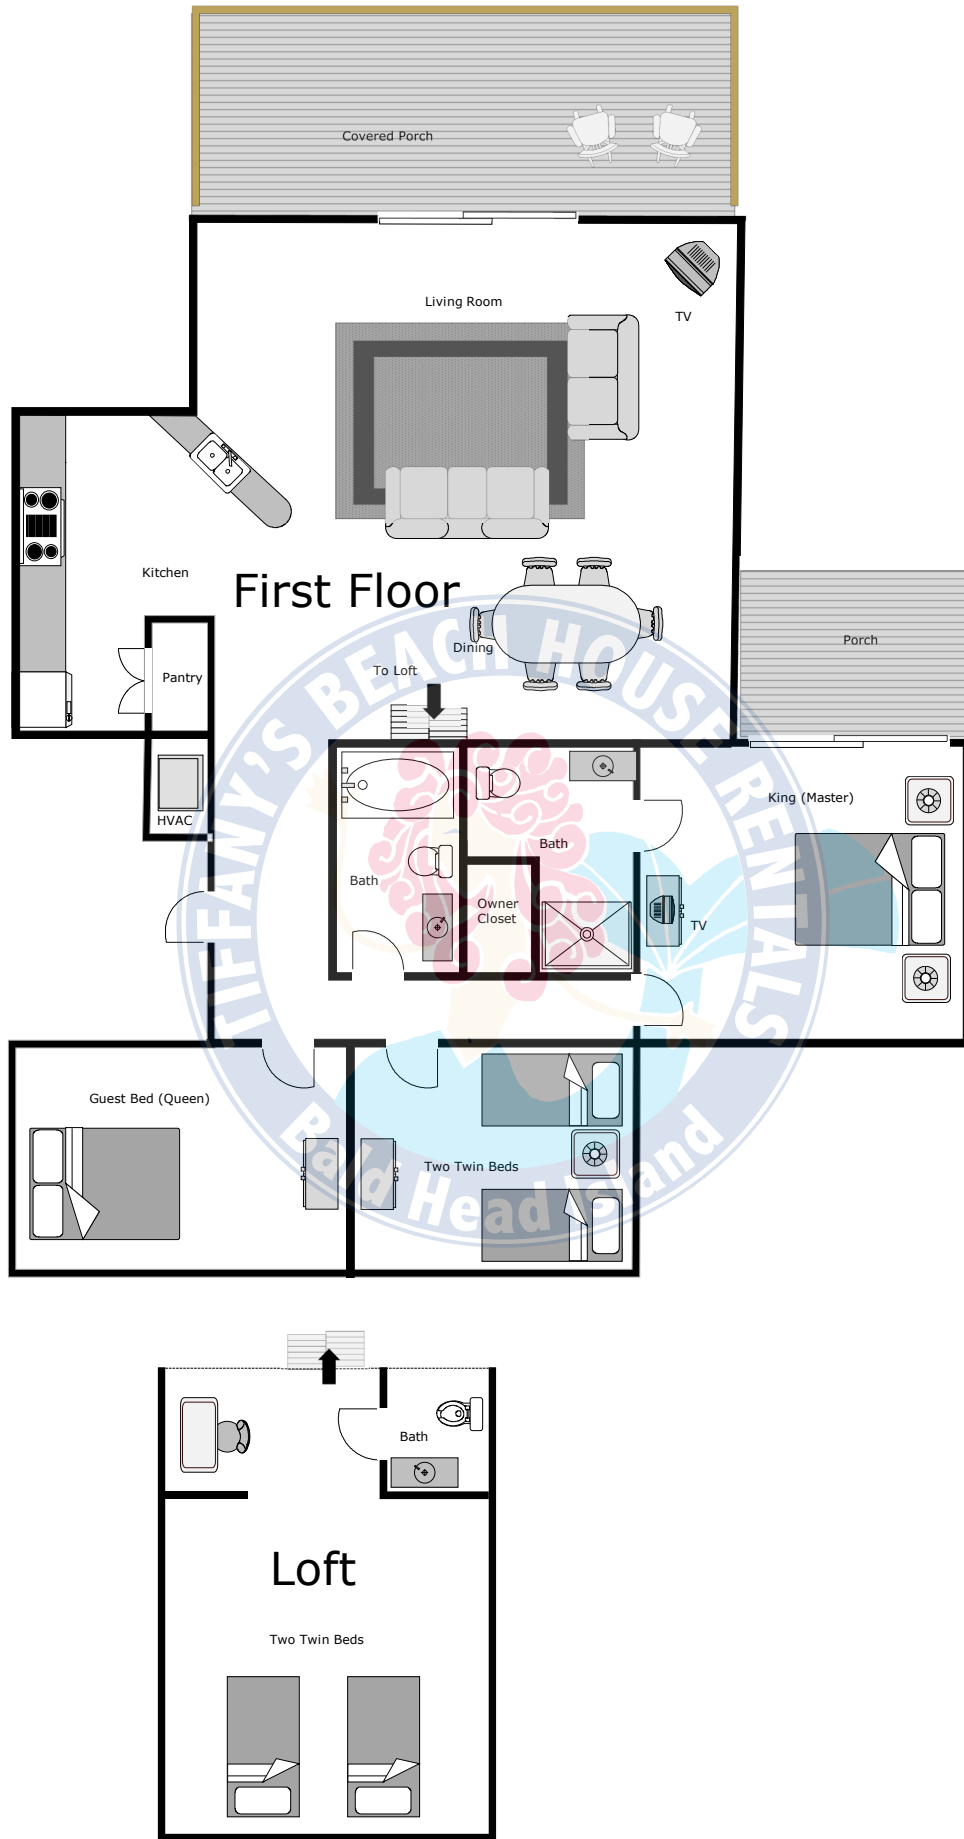 Covered Porch
Living Room
TV
Kitchen
First Floor
Porch
Dining
To Loft
Pantry
King (Master)
HVAC
Bath
Bath
Owner
Closet
TV
Guest Bed (Queen)
Two Twin Beds
TIFFANY'S BEACH HOUSE RENTALS
Bald Head Island
Bath
Loft
Two Twin Beds